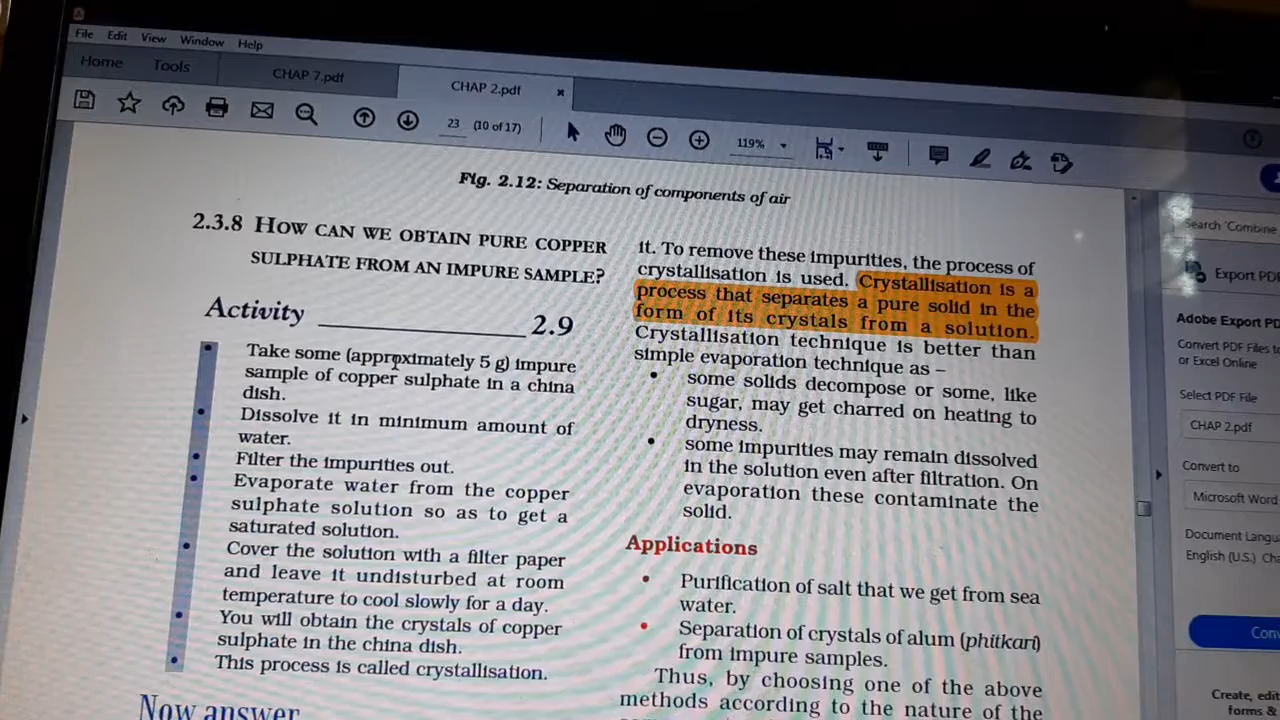 File Edit View Window Help
Home Tools CHAP 7.pdf CHAP 2.pdf ×
23 (10 of 17) 119%
Fig. 2.12: Separation of components of air
2.3.8 HOW CAN WE OBTAIN PURE COPPER
SULPHATE FROM AN IMPURE SAMPLE?
Activity ______________ 2.9
• Take some (approximately 5 g) impure
sample of copper sulphate in a china
dish.
• Dissolve it in minimum amount of
water.
• Filter the impurities out.
• Evaporate water from the copper
sulphate solution so as to get a
saturated solution.
• Cover the solution with a filter paper
and leave it undisturbed at room
temperature to cool slowly for a day.
• You will obtain the crystals of copper
sulphate in the china dish.
• This process is called crystallisation.
Now answer
it. To remove these impurities, the process of
crystallisation is used. Crystallisation is a
process that separates a pure solid in the
form of its crystals from a solution.
Crystallisation technique is better than
simple evaporation technique as –
• some solids decompose or some, like
sugar, may get charred on heating to
dryness.
• some impurities may remain dissolved
in the solution even after filtration. On
evaporation these contaminate the
solid.
Applications
• Purification of salt that we get from sea
water.
• Separation of crystals of alum (phitkari)
from impure samples.
Thus, by choosing one of the above
methods according to the nature of the
Search 'Combine
Export PDF
Adobe Export PDF
Convert PDF Files to
or Excel Online
Select PDF File
CHAP 2.pdf
Convert to
Microsoft Word
Document Langu
English (U.S.) Cha
Conv
Create, edit
forms &